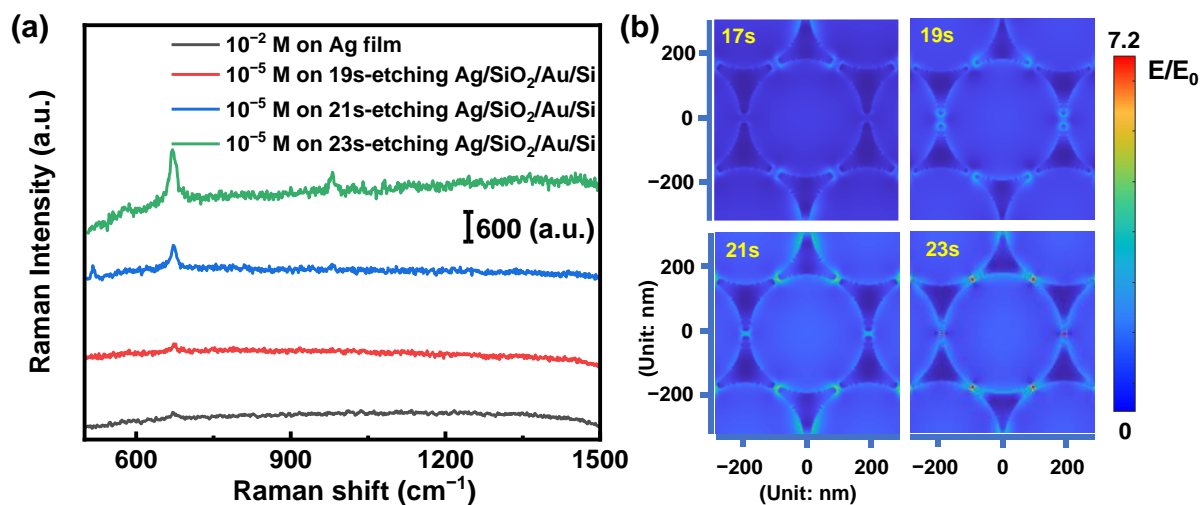 (a)
10⁻² M on Ag film
10⁻⁵ M on 19s-etching Ag/SiO₂/Au/Si
10⁻⁵ M on 21s-etching Ag/SiO₂/Au/Si
10⁻⁵ M on 23s-etching Ag/SiO₂/Au/Si
600 (a.u.)
Raman Intensity (a.u.)
600 900 1200 1500
Raman shift (cm⁻¹)
(b)
17s 19s
200
0
−200
21s 23s
200
0
−200
(Unit: nm)
−200 0 200 −200 0 200
(Unit: nm)
7.2
E/E₀
0